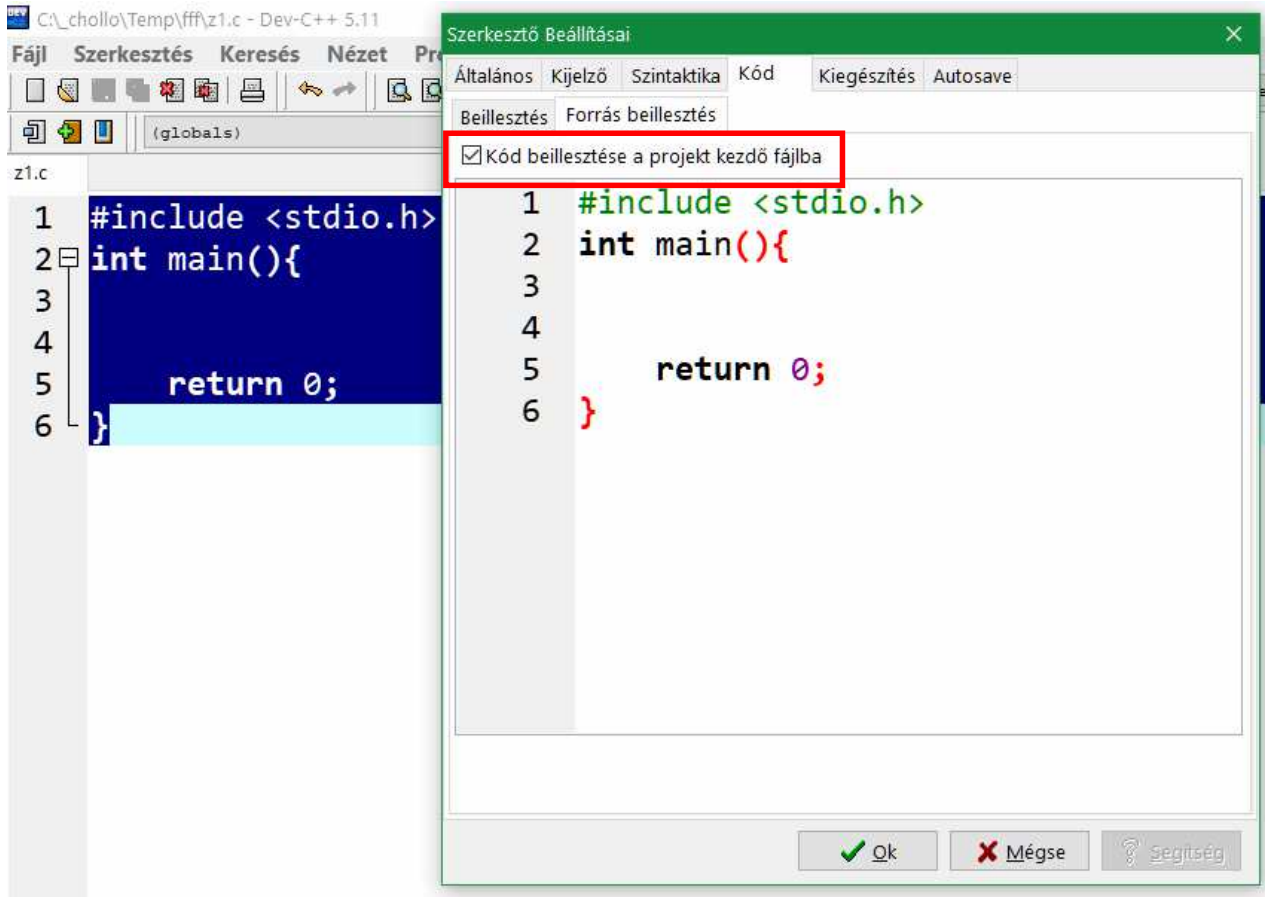 C:\_chollo\Temp\fff\z1.c - Dev-C++ 5.11
Fájl Szerkesztés Keresés Nézet
(globals)
z1.c
1 #include <stdio.h>
2 int main(){
3
4
5 return 0;
6 }
Szerkesztő Beállításai
Általános Kijelző Szintaktika Kód Kiegészítés Autosave
Beillesztés Forrás beillesztés
Kód beillesztése a projekt kezdő fájlba
1 #include <stdio.h>
2 int main(){
3
4
5 return 0;
6 }
Ok Mégse Segítség